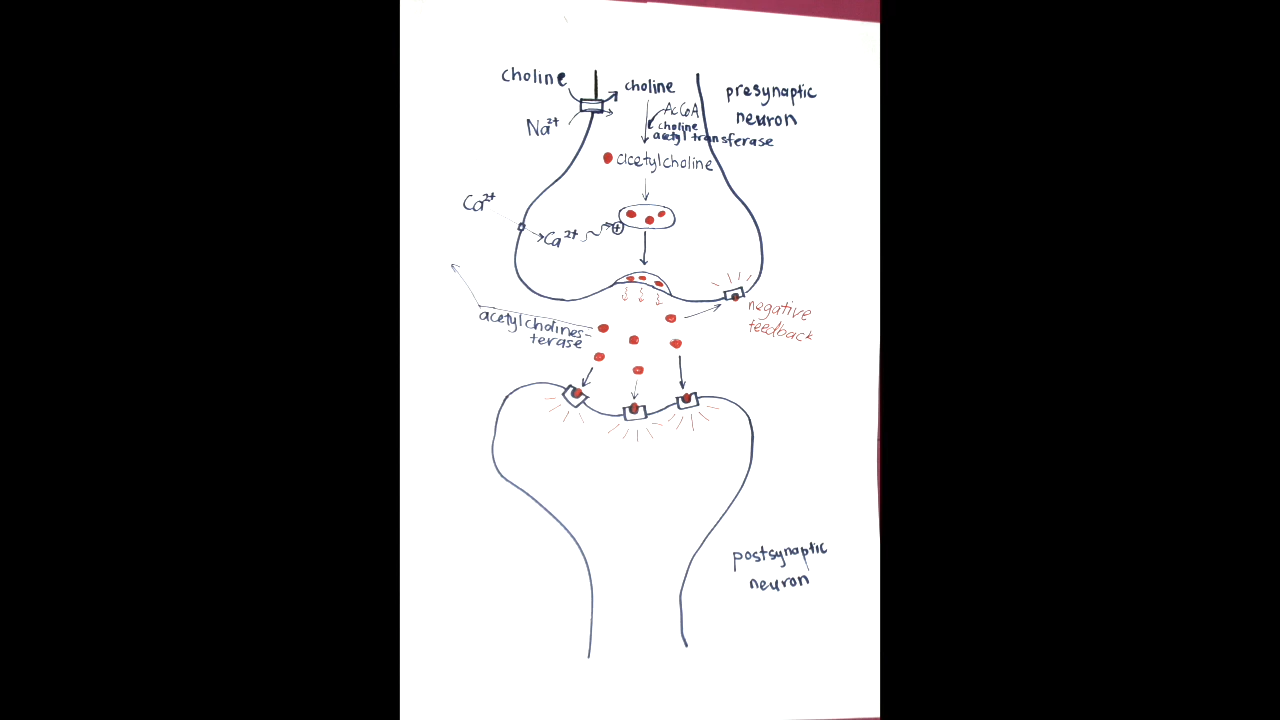 choline
choline
presynaptic
neuron
Na2+
AcCoA
choline
acetyl transferase
acetylcholine
Ca2+
Ca2+
+
negative
feedback
acetylcholines-
terase
postsynaptic
neuron